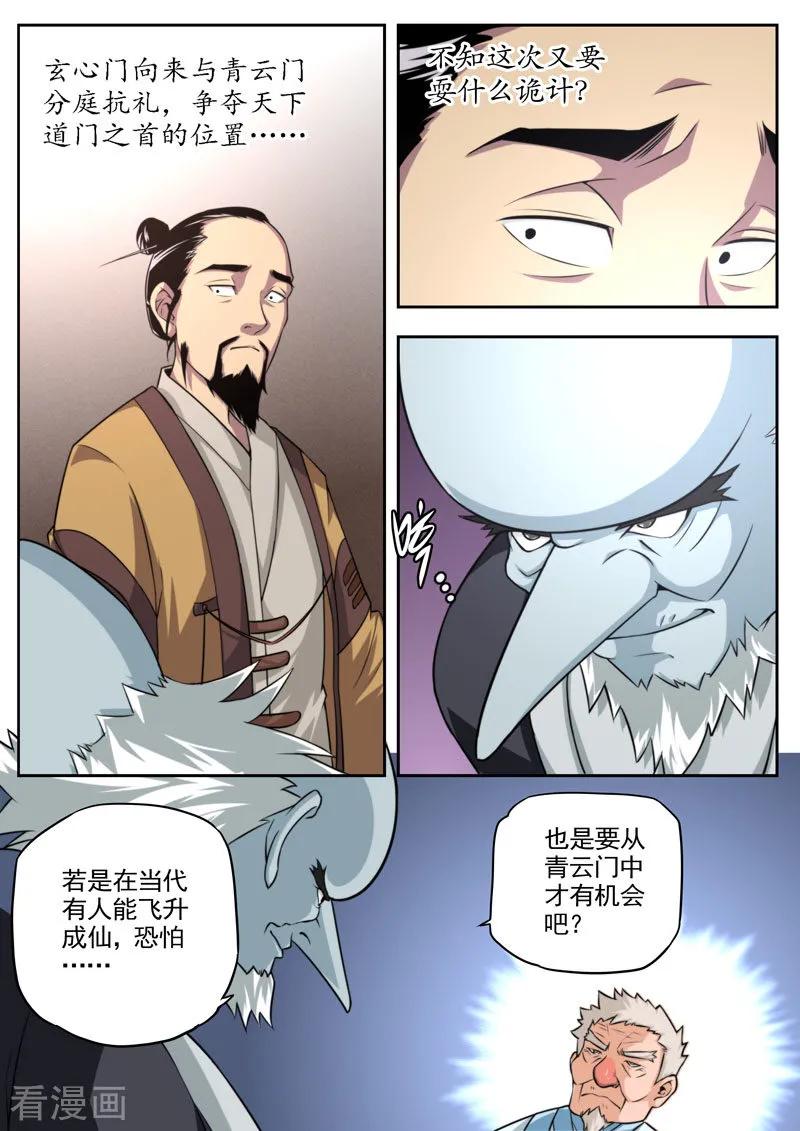 玄心门向来与青云门
分庭抗礼，争夺天下
道门之首的位置……
不知这次又要
耍什么诡计？
哼…
若是在当代
有人能飞升
成仙，恐怕
……
也是要从
青云门中
才有机会
吧？
看漫画